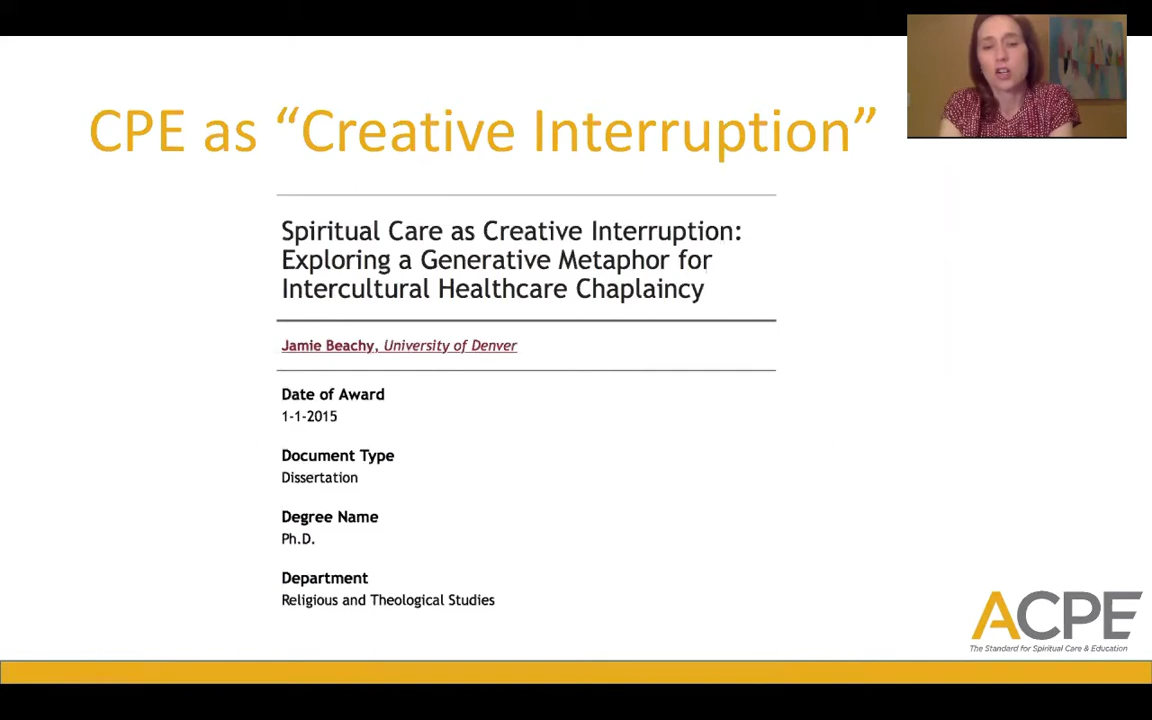 CPE as “Creative Interruption”
Spiritual Care as Creative Interruption:
Exploring a Generative Metaphor for
Intercultural Healthcare Chaplaincy
Jamie Beachy, University of Denver
Date of Award
1-1-2015
Document Type
Dissertation
Degree Name
Ph.D.
Department
Religious and Theological Studies
ACPE
The Standard for Spiritual Care & Education